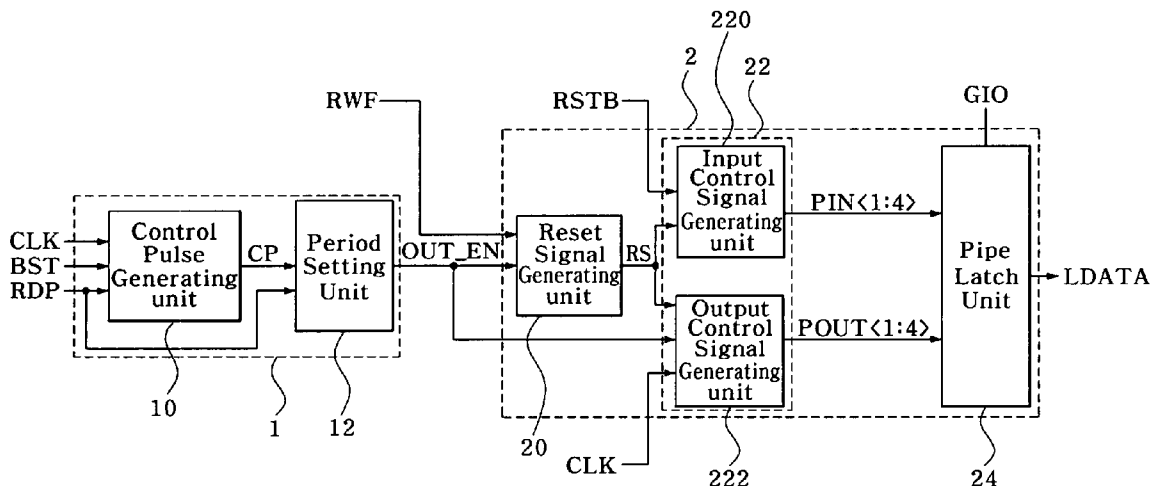 220
2
22
RWF
RSTB
GIO
Input
Control
Signal
Generating
unit
PIN<1:4>
CLK
BST
RDP
Control
Pulse
Generating
unit
CP
Period
Setting
Unit
OUT_EN
Reset
Signal
Generating
unit
RS
Pipe
Latch
Unit
LDATA
Output
Control
Signal
Generating
unit
POUT<1:4>
10
1
12
20
CLK
222
24